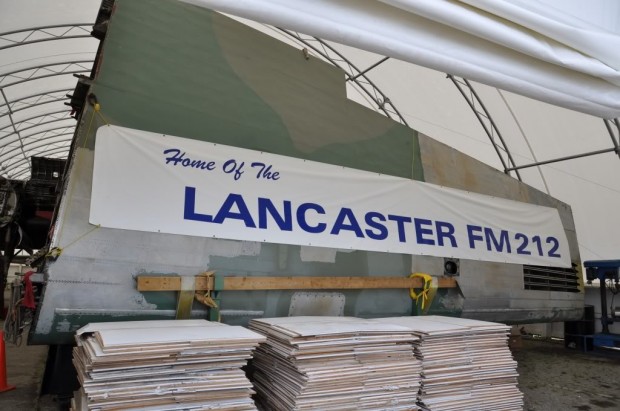 Home Of The
LANCASTER FM212